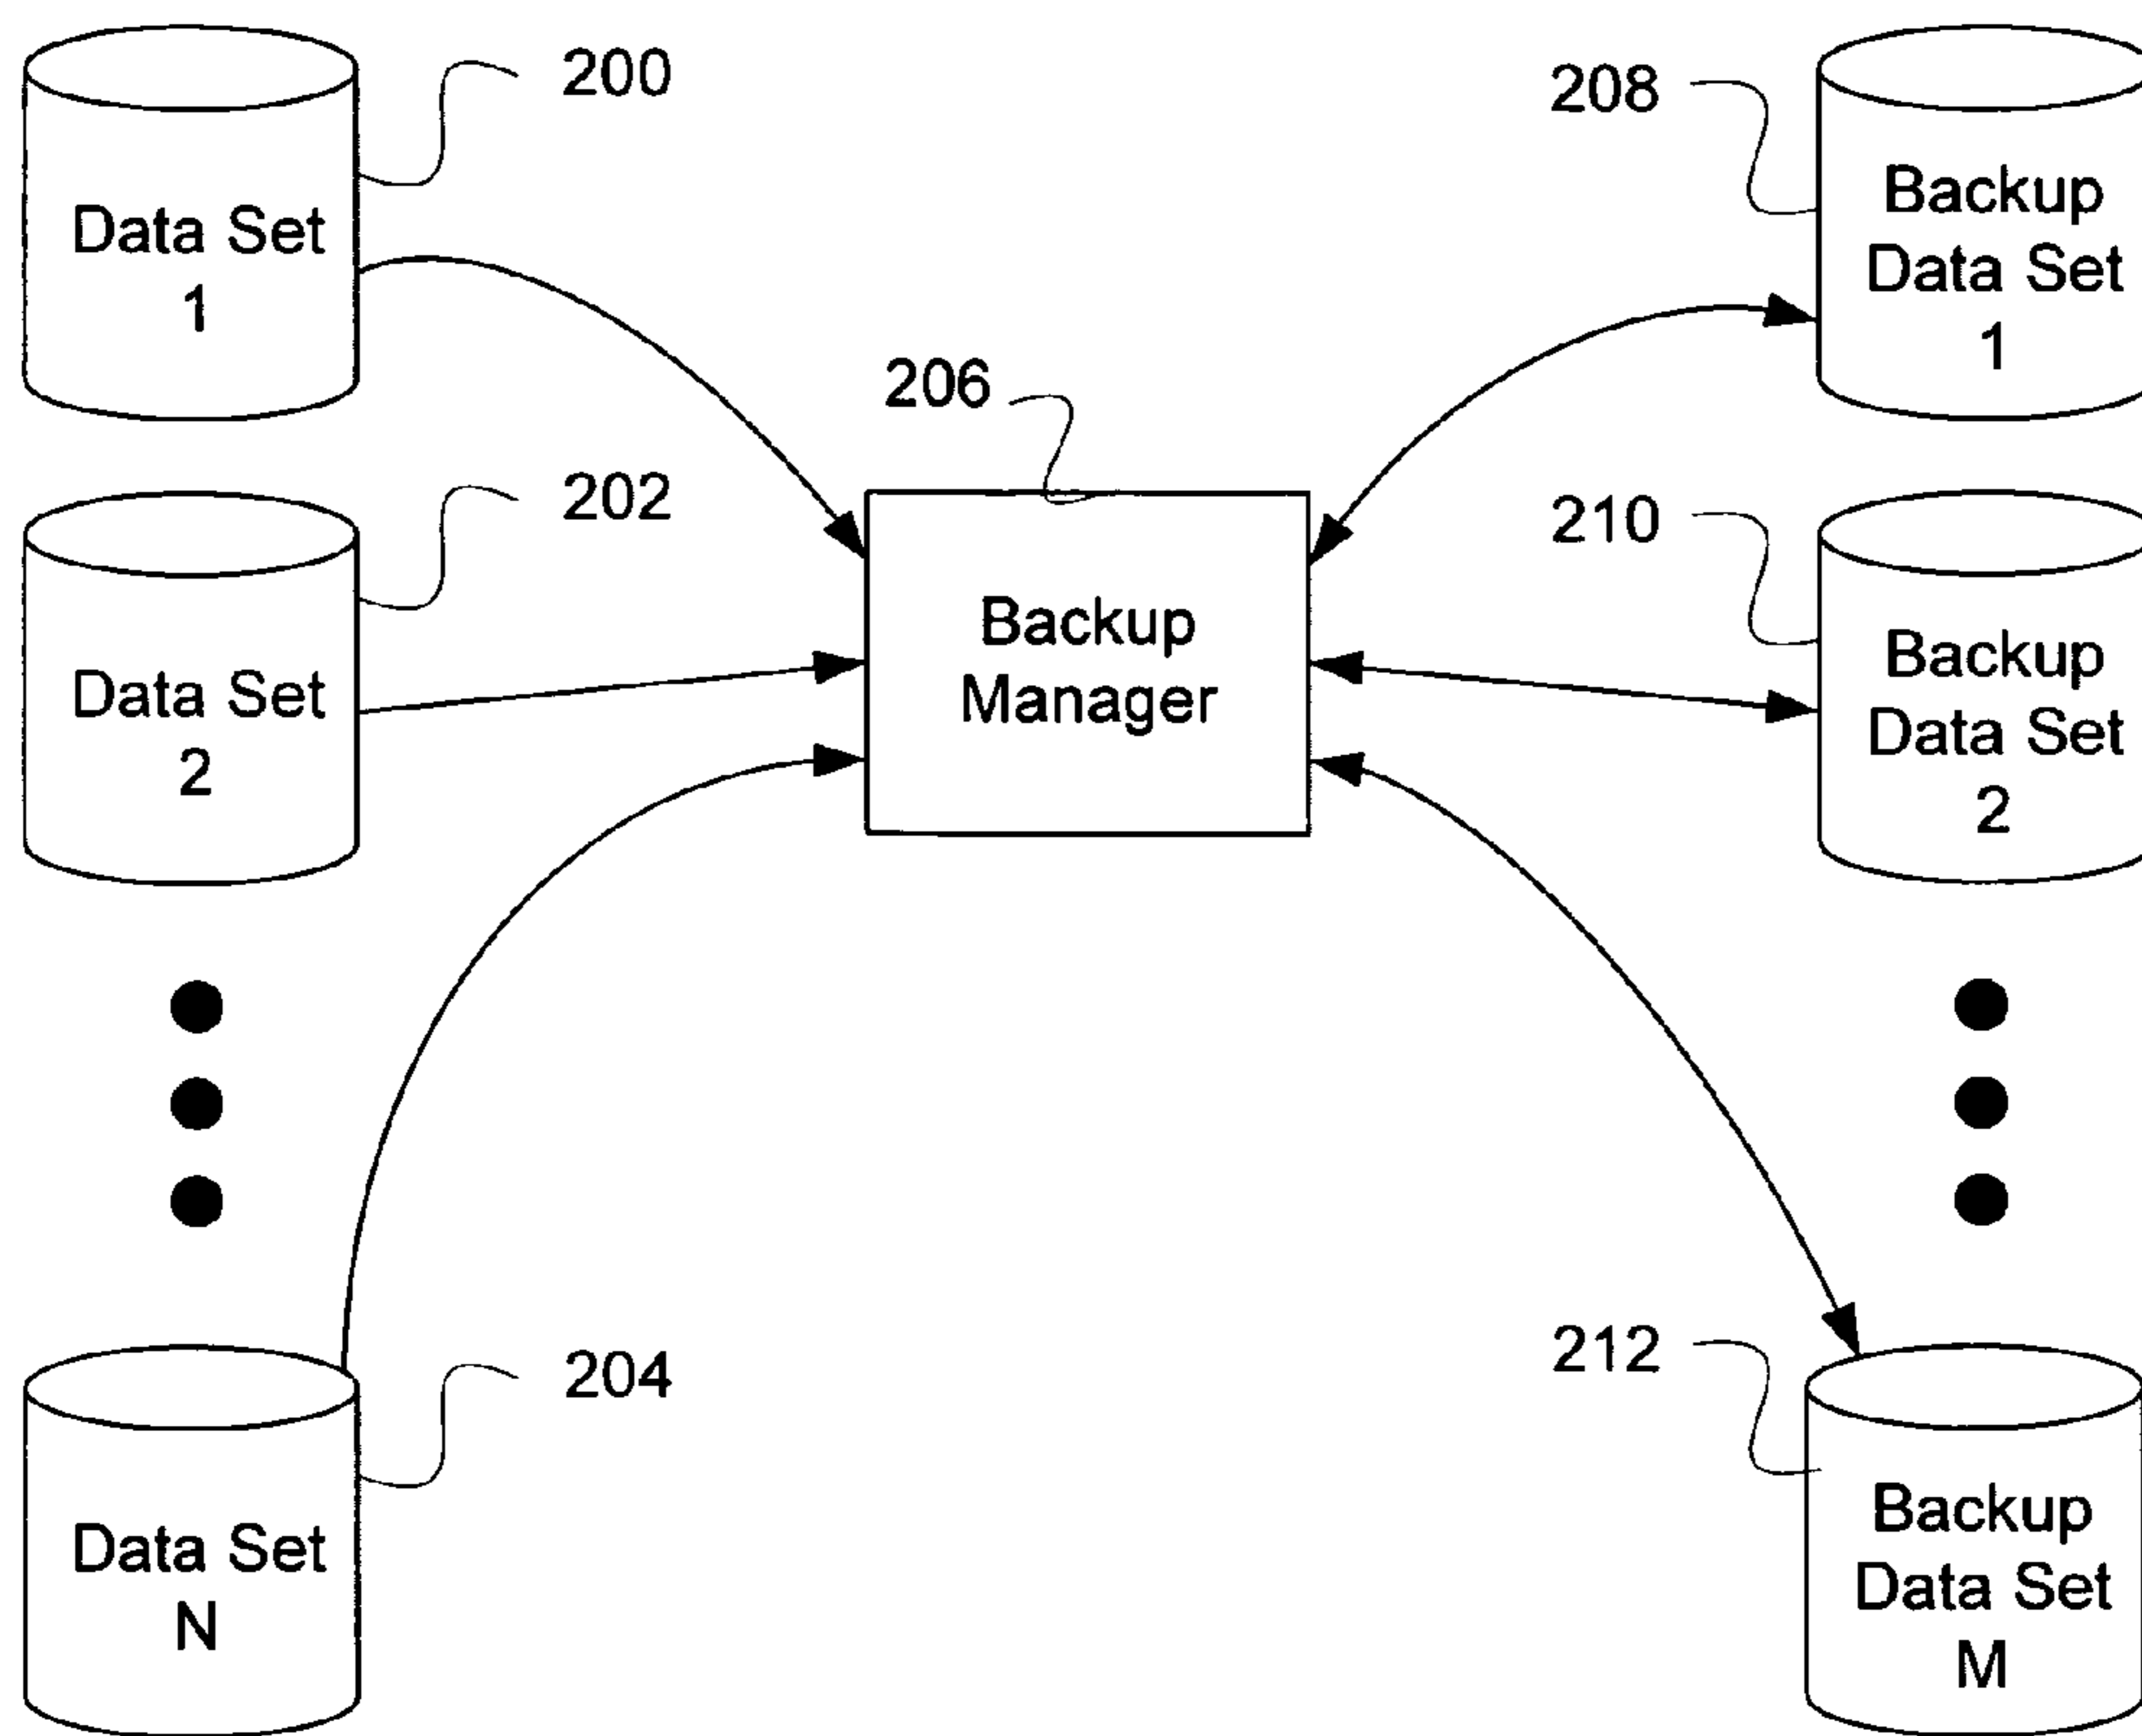 200
Data Set
1
202
Data Set
2
204
Data Set
N
206
Backup
Manager
208
Backup
Data Set
1
210
Backup
Data Set
2
212
Backup
Data Set
M